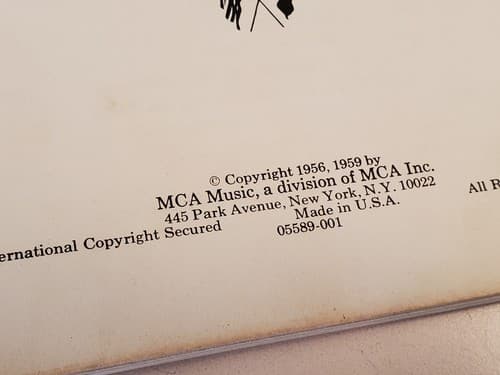 © Copyright 1956, 1959 by
MCA Music, a division of MCA Inc.
445 Park Avenue, New York, N.Y. 10022
Made in U.S.A.
ernational Copyright Secured
All R
05589-001